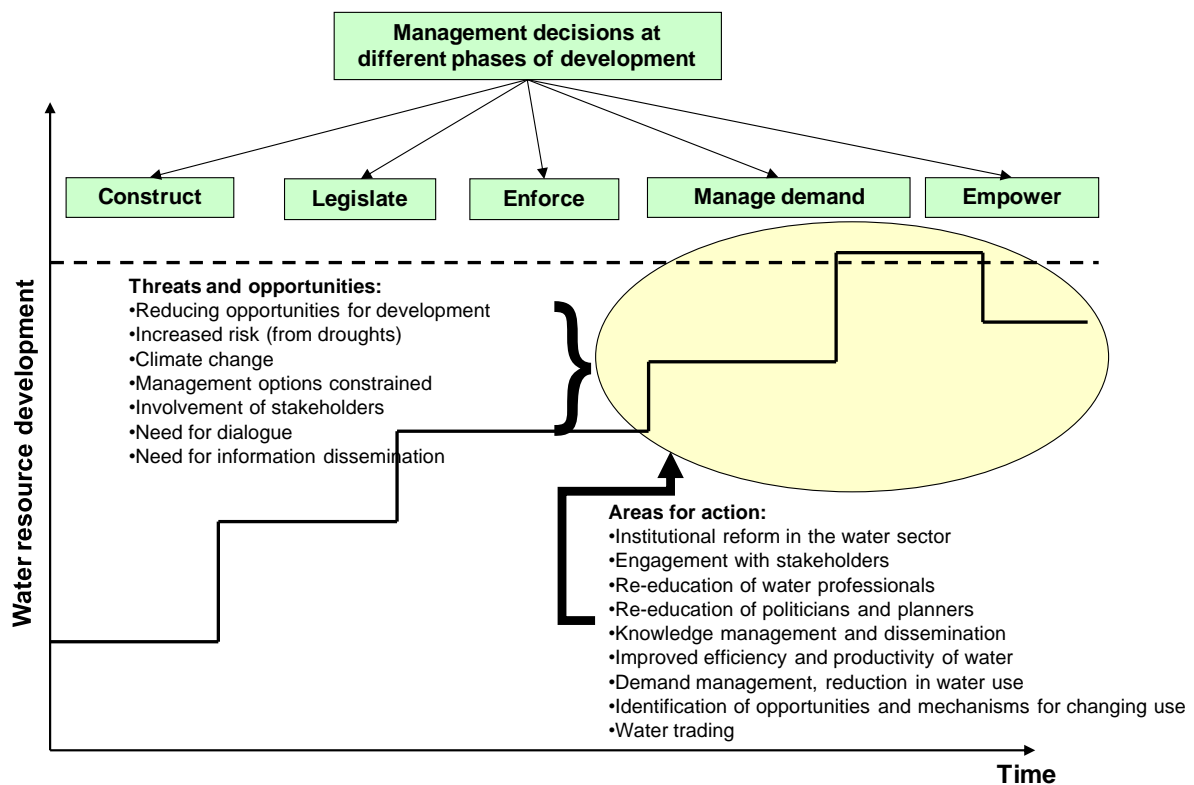 Management decisions at
different phases of development
Construct
Legislate
Enforce
Manage demand
Empower
Water resource development
Threats and opportunities:
•Reducing opportunities for development
•Increased risk (from droughts)
•Climate change
•Management options constrained
•Involvement of stakeholders
•Need for dialogue
•Need for information dissemination
Areas for action:
•Institutional reform in the water sector
•Engagement with stakeholders
•Re-education of water professionals
•Re-education of politicians and planners
•Knowledge management and dissemination
•Improved efficiency and productivity of water
•Demand management, reduction in water use
•Identification of opportunities and mechanisms for changing use
•Water trading
Time